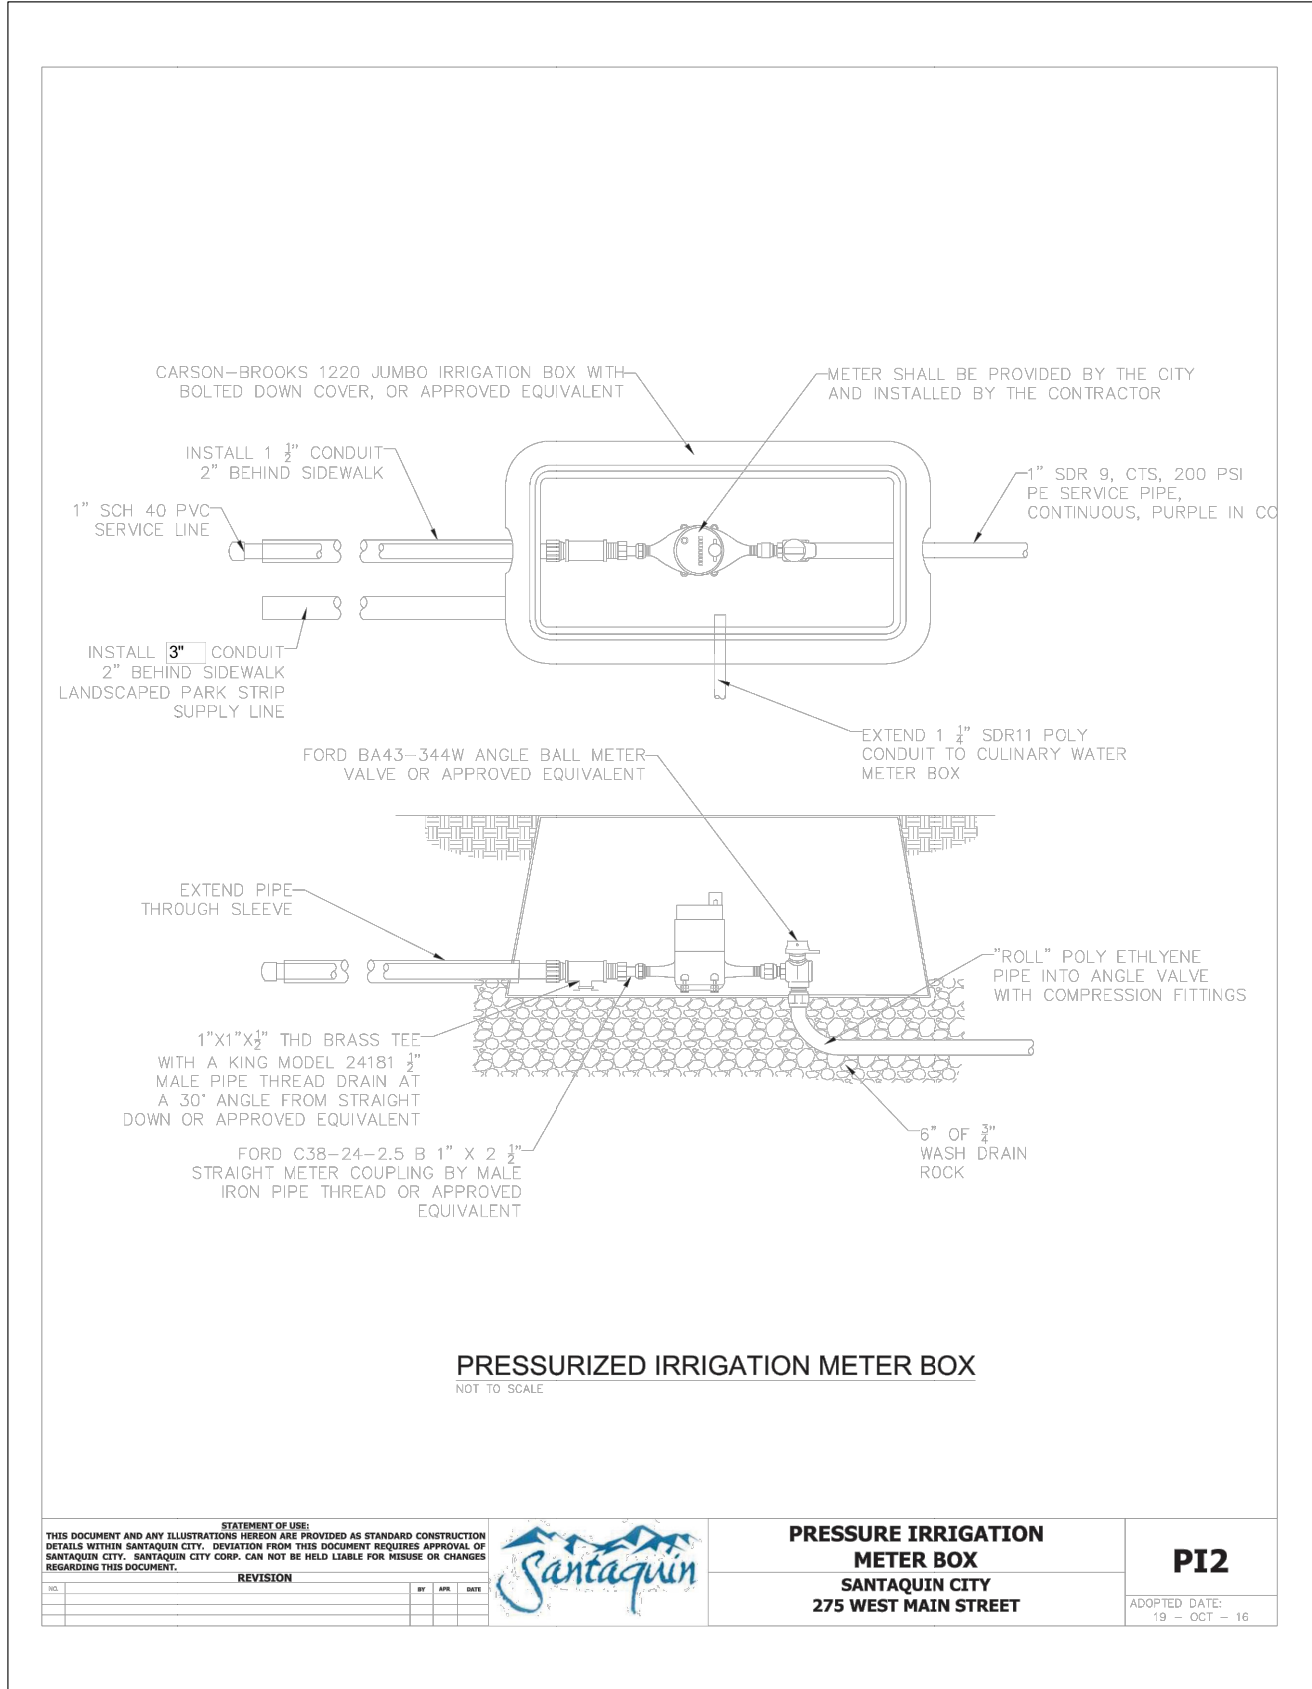 CARSON-BROOKS 1220 JUMBO IRRIGATION BOX WITH
BOLTED DOWN COVER, OR APPROVED EQUIVALENT
METER SHALL BE PROVIDED BY THE CITY
AND INSTALLED BY THE CONTRACTOR
INSTALL 1 1/2" CONDUIT
2" BEHIND SIDEWALK
1" SCH 40 PVC
SERVICE LINE
1" SDR 9, CTS, 200 PSI
PE SERVICE PIPE,
CONTINUOUS, PURPLE IN CO
INSTALL 3" CONDUIT
2" BEHIND SIDEWALK
LANDSCAPED PARK STRIP
SUPPLY LINE
EXTEND 1 1/4" SDR11 POLY
CONDUIT TO CULINARY WATER
METER BOX
FORD BA43-344W ANGLE BALL METER
VALVE OR APPROVED EQUIVALENT
EXTEND PIPE
THROUGH SLEEVE
"ROLL" POLY ETHLYENE
PIPE INTO ANGLE VALVE
WITH COMPRESSION FITTINGS
1"X1"X1/2" THD BRASS TEE
WITH A KING MODEL 24181 1/2"
MALE PIPE THREAD DRAIN AT
A 30° ANGLE FROM STRAIGHT
DOWN OR APPROVED EQUIVALENT
FORD C38-24-2.5 B 1" X 2 1/2"
STRAIGHT METER COUPLING BY MALE
IRON PIPE THREAD OR APPROVED
EQUIVALENT
6" OF 3/4"
WASH DRAIN
ROCK
PRESSURIZED IRRIGATION METER BOX
NOT TO SCALE
STATEMENT OF USE:
THIS DOCUMENT AND ANY ILLUSTRATIONS HEREON ARE PROVIDED AS STANDARD CONSTRUCTION
DETAILS WITHIN SANTAQUIN CITY. DEVIATION FROM THIS DOCUMENT REQUIRES APPROVAL OF
SANTAQUIN CITY. SANTAQUIN CITY CORP. CAN NOT BE HELD LIABLE FOR MISUSE OR CHANGES
REGARDING THIS DOCUMENT.
REVISION
NO. BY APR DATE
Santaquin
PRESSURE IRRIGATION
METER BOX
SANTAQUIN CITY
275 WEST MAIN STREET
PI2
ADOPTED DATE:
19 - OCT - 16